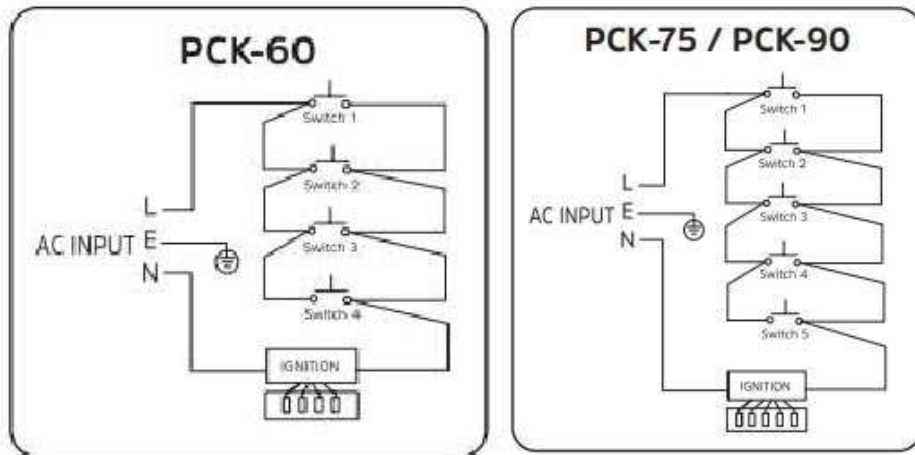 PCK-60
Switch 1
Switch 2
Switch 3
Switch 4
L
AC INPUT E
N
IGNITION
PCK-75 / PCK-90
Switch 1
Switch 2
Switch 3
Switch 4
Switch 5
L
AC INPUT E
N
IGNITION